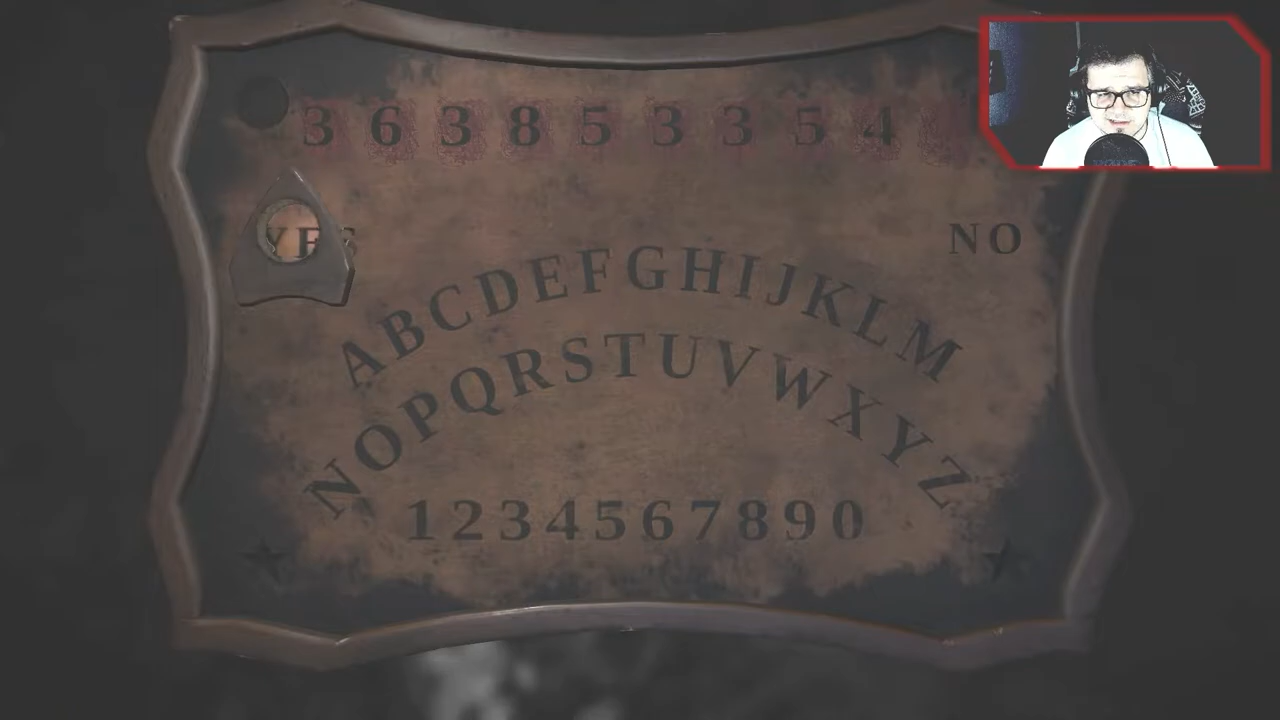 3 6 3 8 5 3 3 5 4
YES
NO
ABCDEFGHIJKLM
NOPQRSTUVWXYZ
1234567890